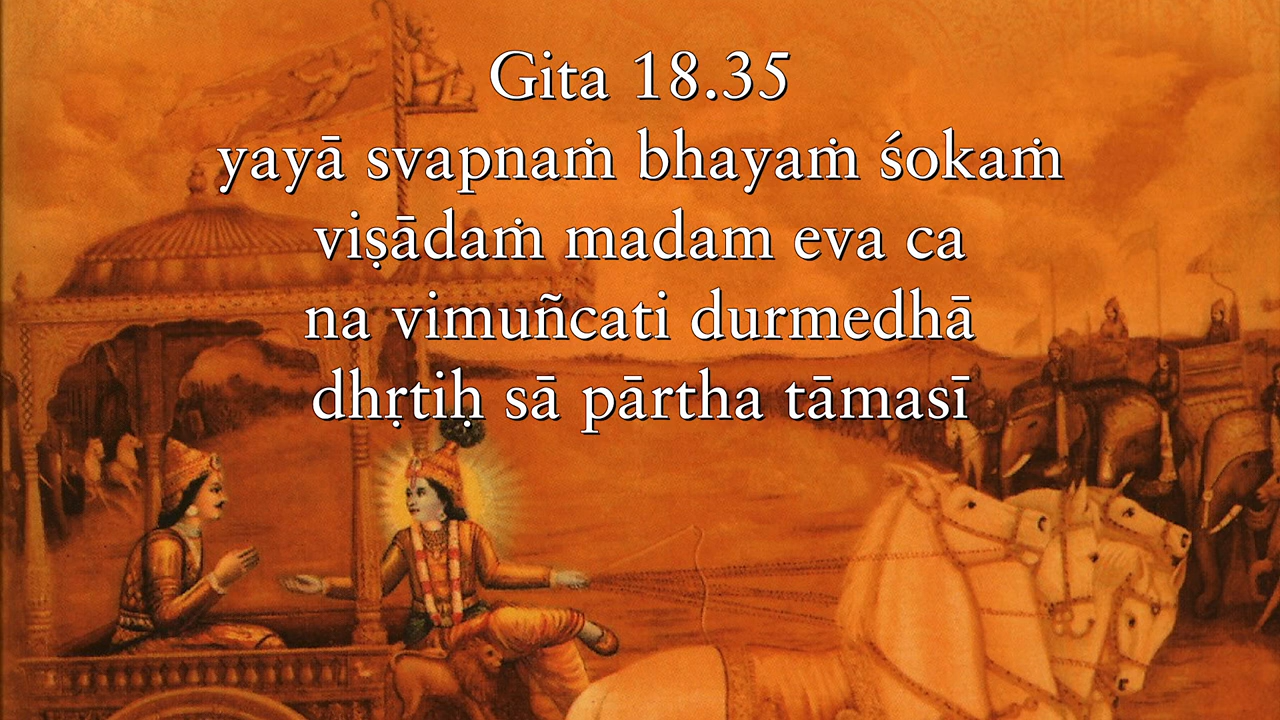 Gita 18.35
yayā svapnaṁ bhayaṁ śokaṁ
viṣādaṁ madam eva ca
na vimuñcati durmedhā
dhṛtiḥ sā pārtha tāmasī